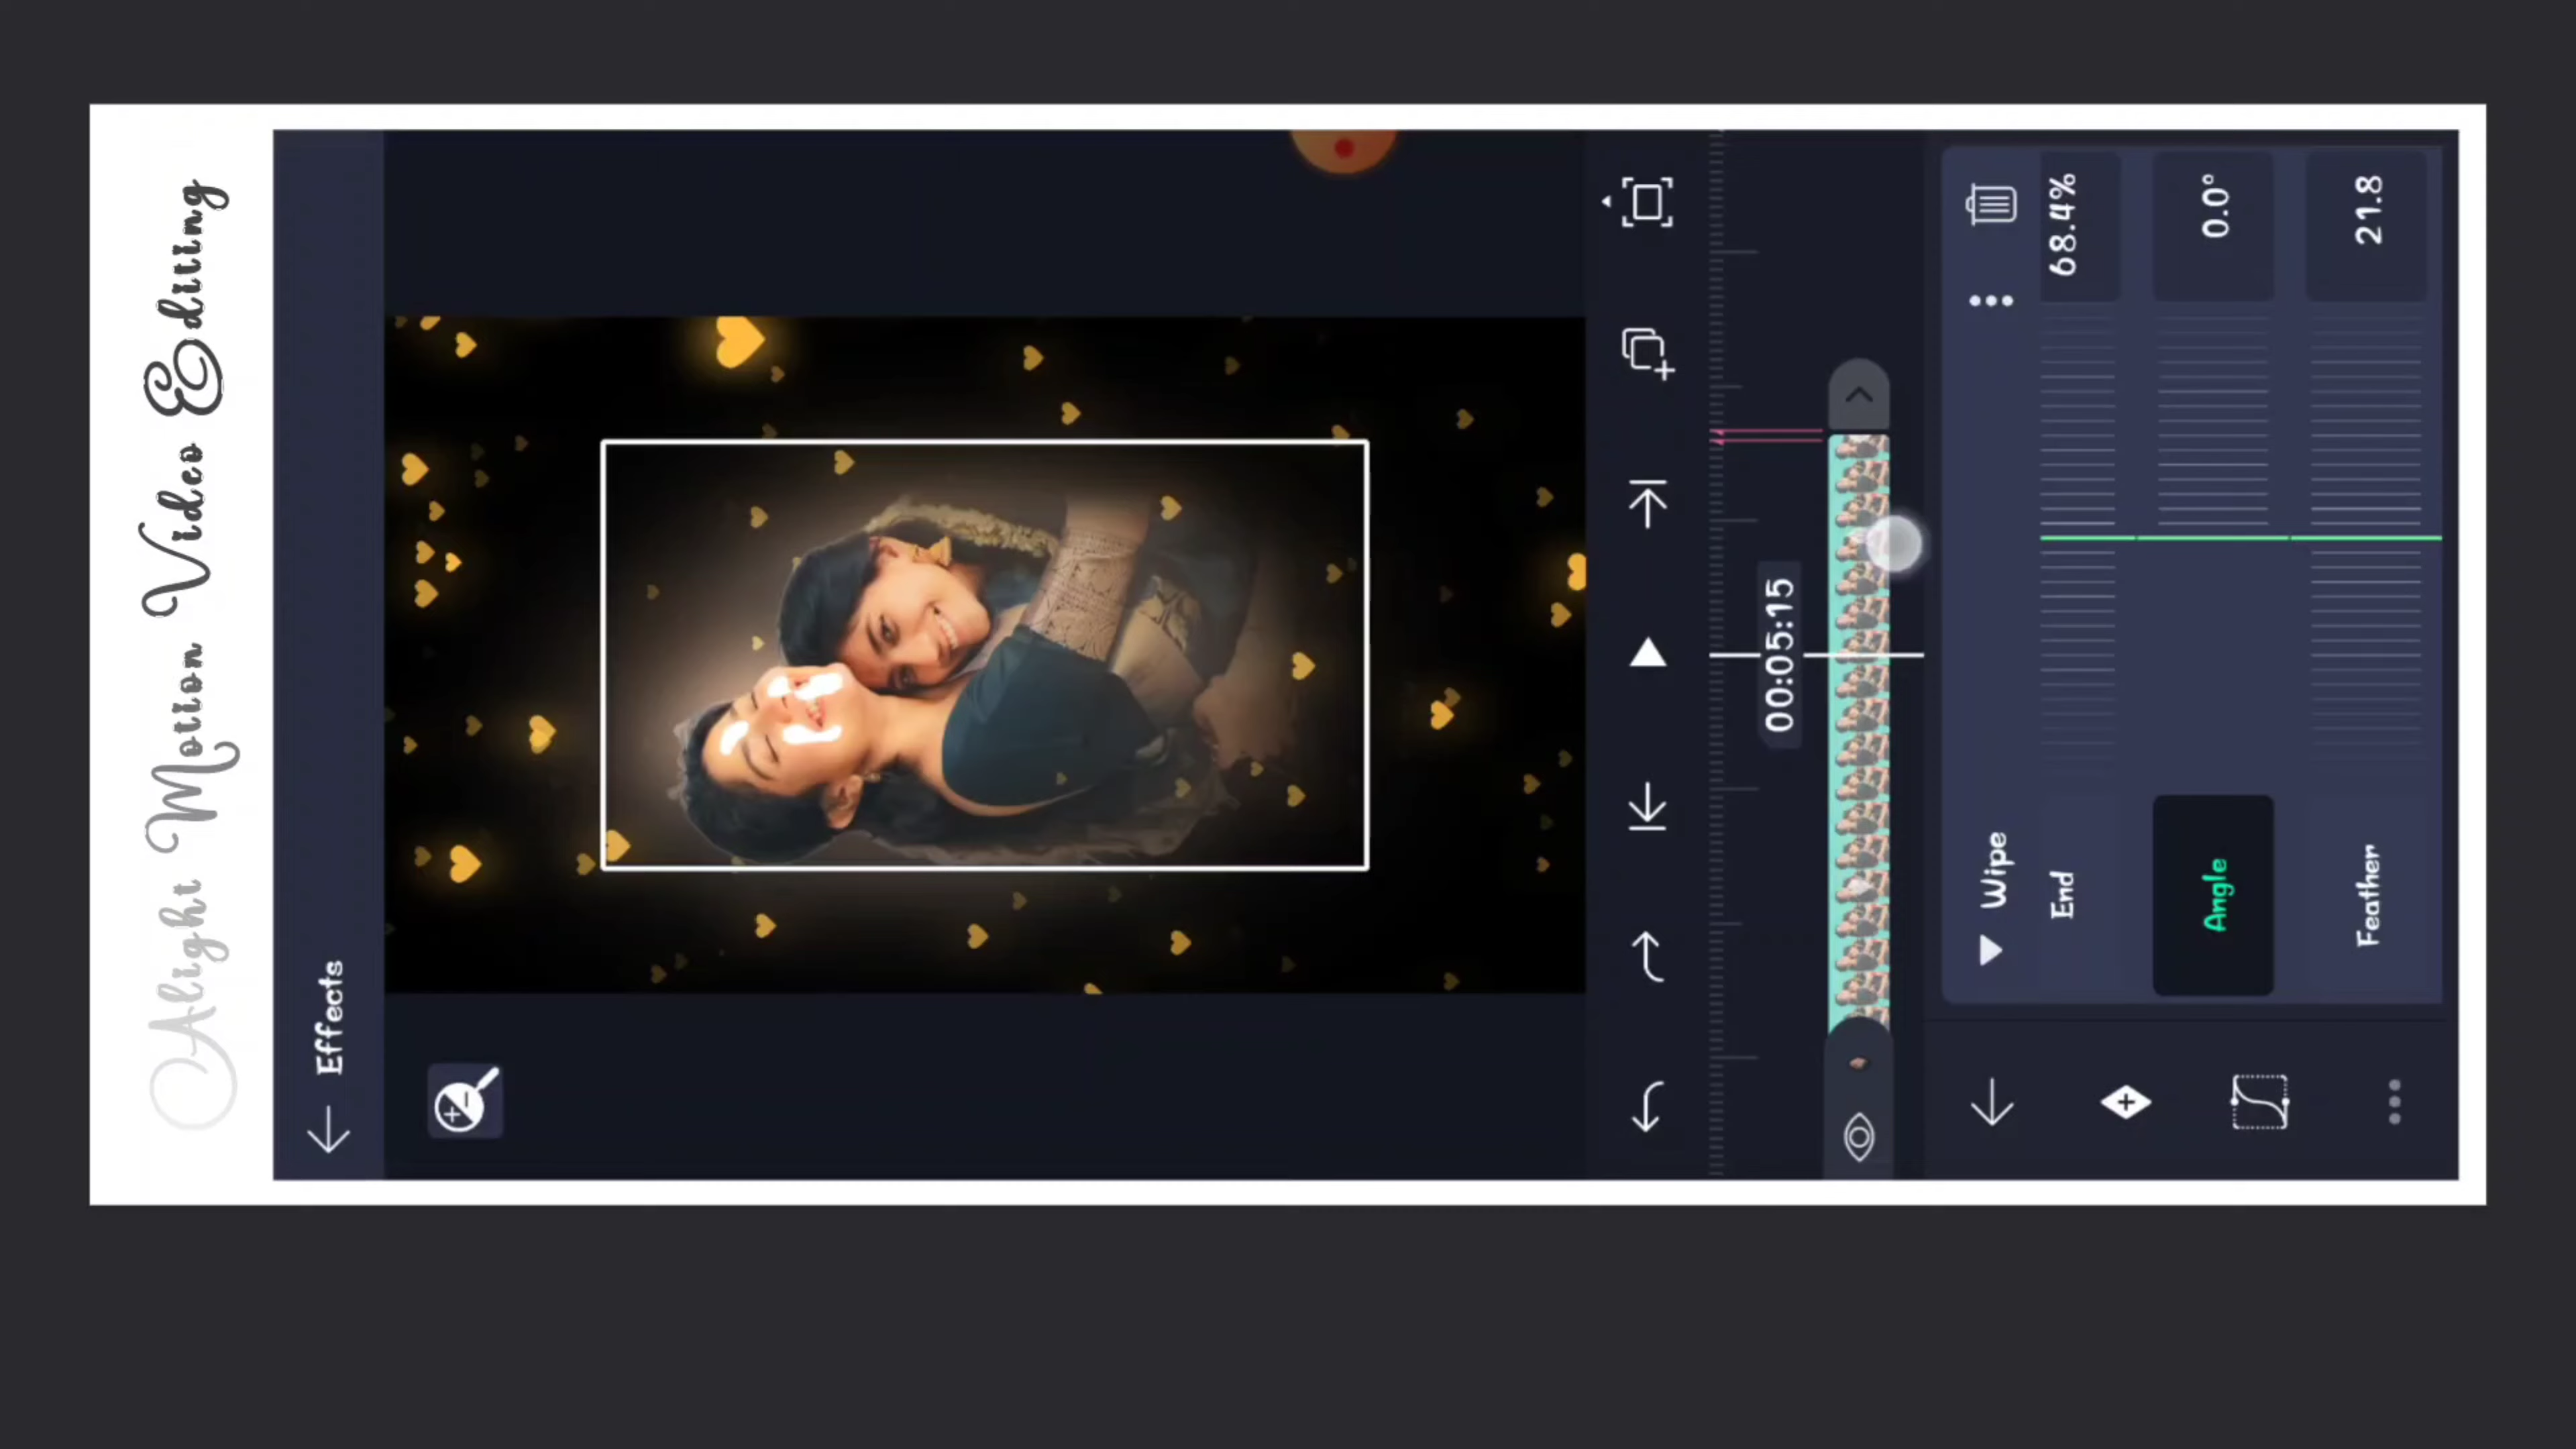 Alight Motion Video Editing
Effects
00:05:15
Wipe
End 68.4%
Angle 0.0°
Feather 21.8